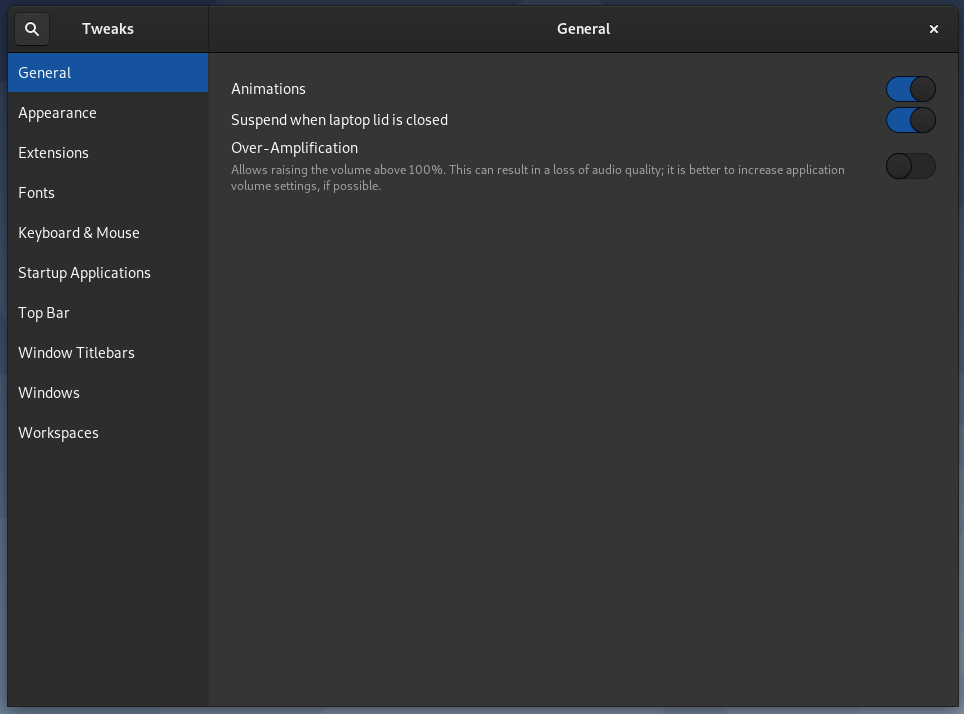 Tweaks
General
General
Appearance
Extensions
Fonts
Keyboard & Mouse
Startup Applications
Top Bar
Window Titlebars
Windows
Workspaces
Animations
Suspend when laptop lid is closed
Over-Amplification
Allows raising the volume above 100%. This can result in a loss of audio quality; it is better to increase application
volume settings, if possible.